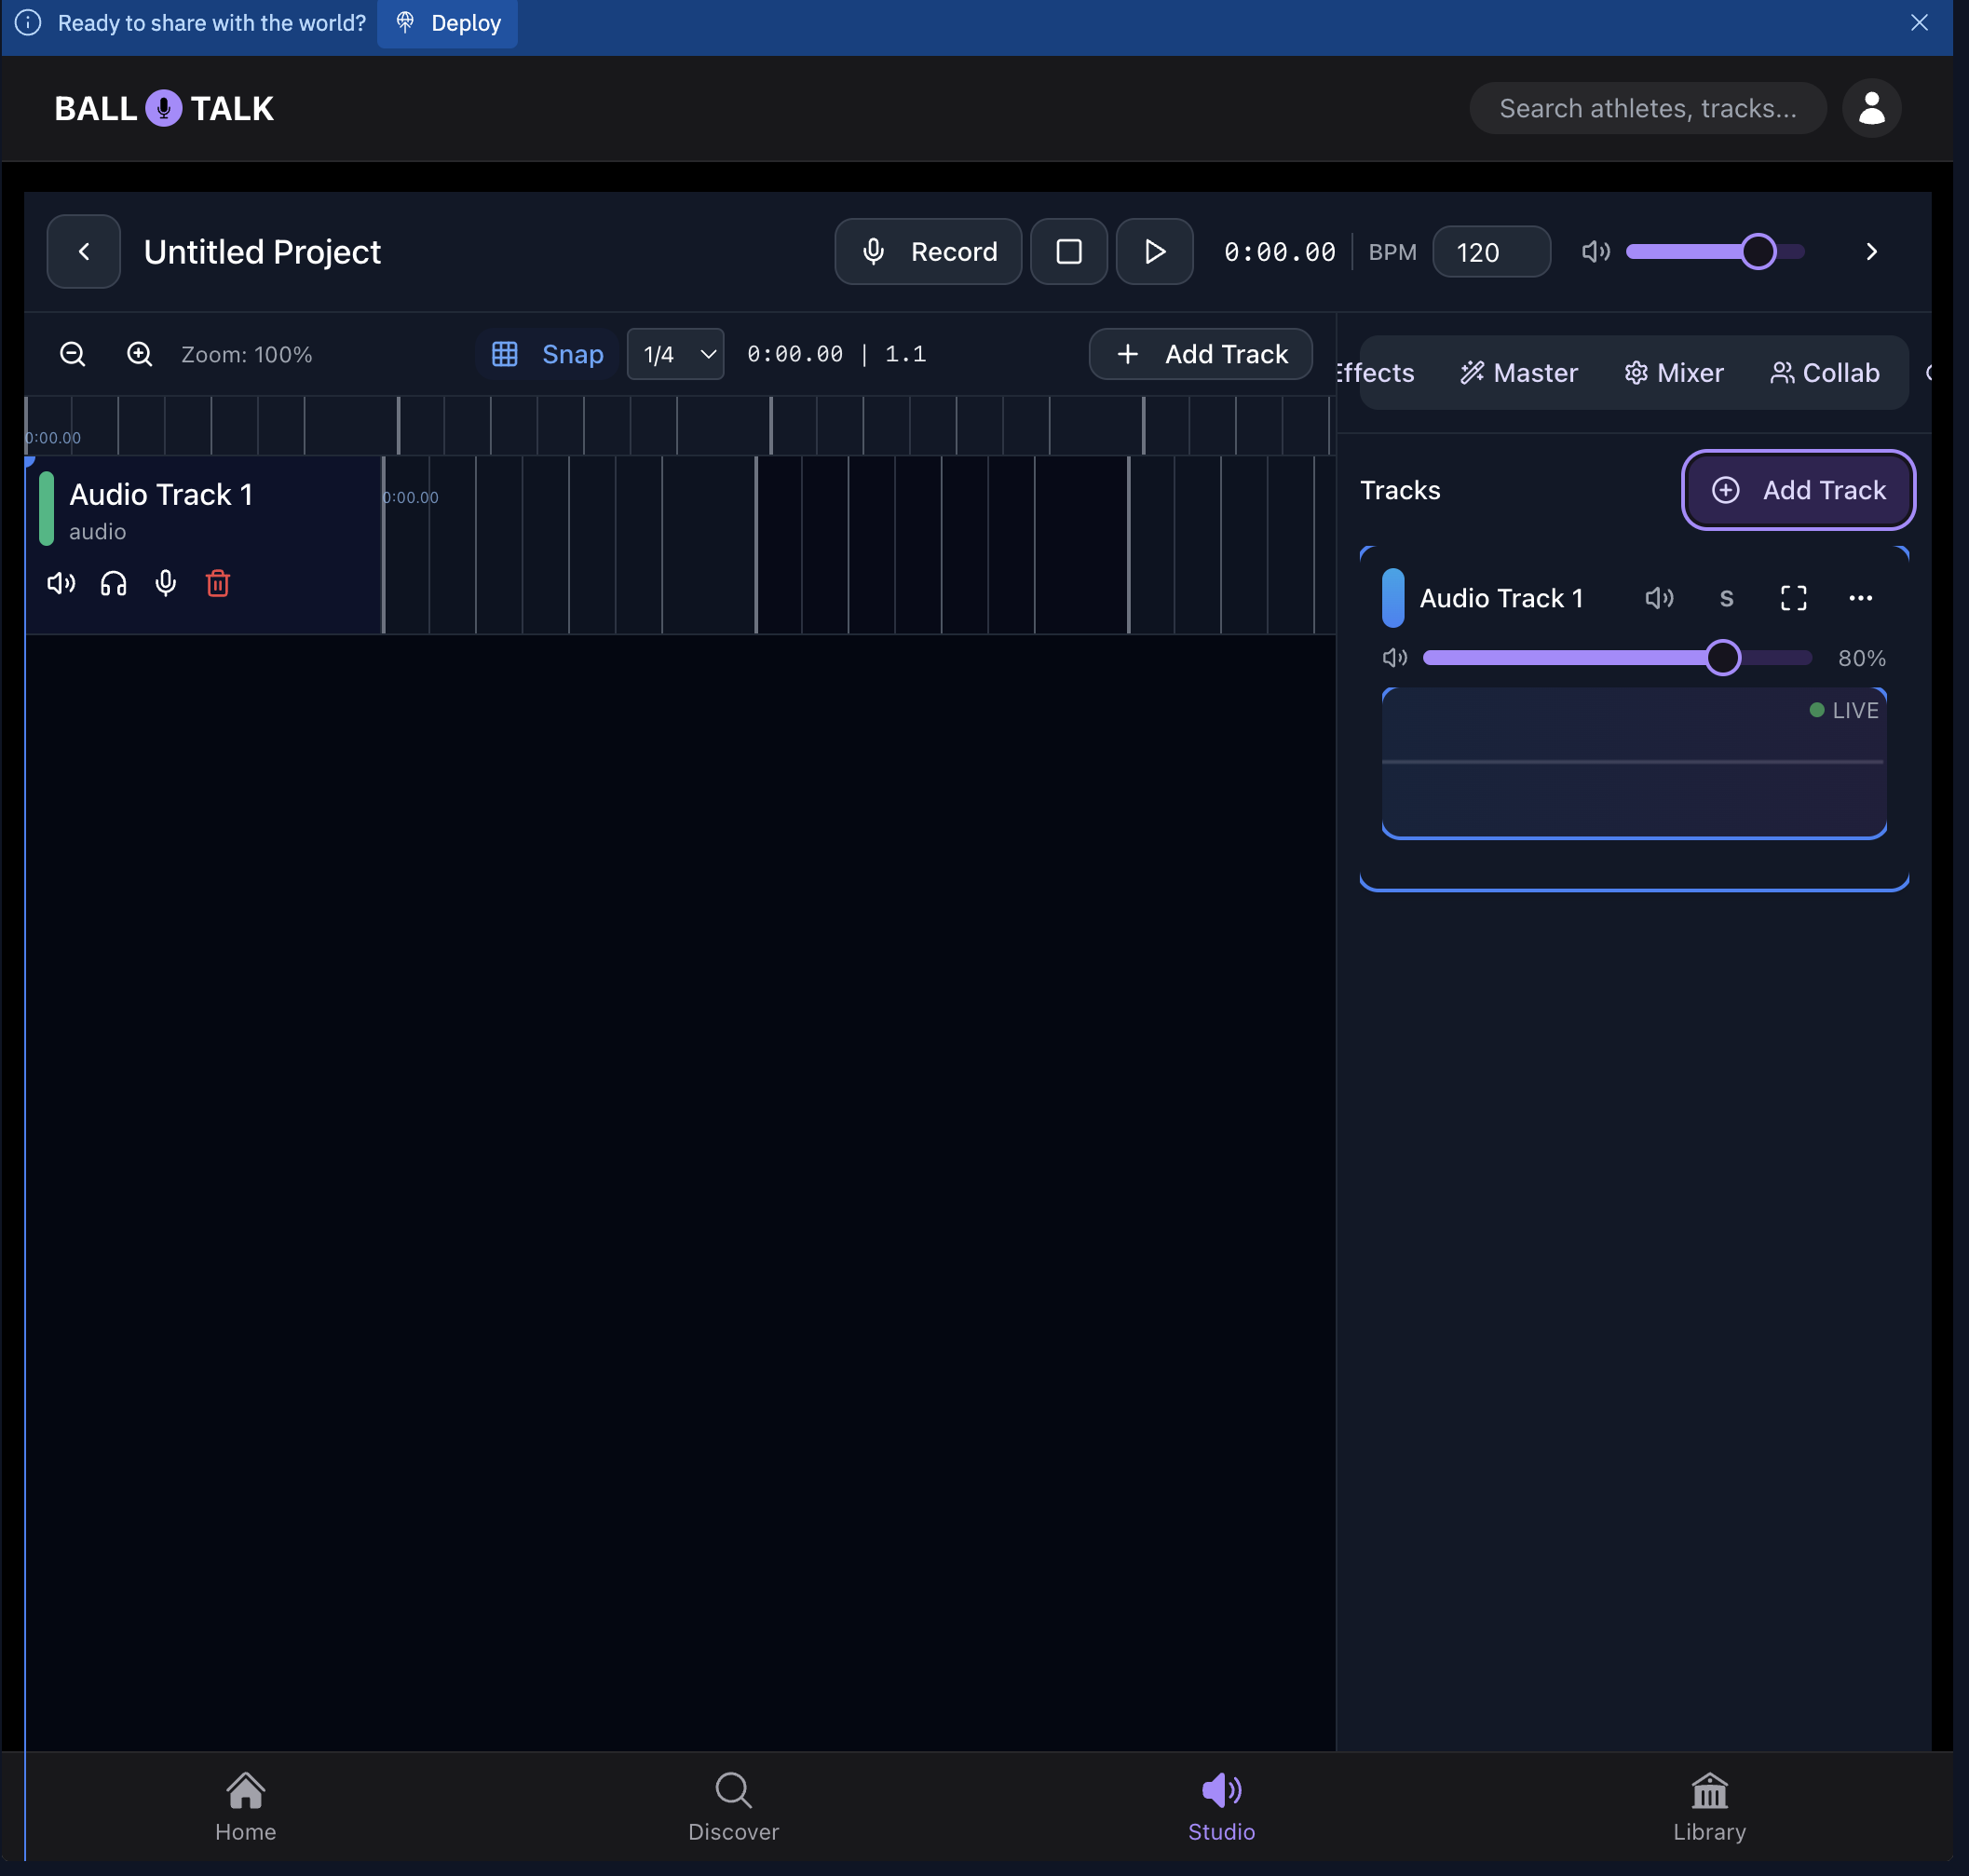 Ready to share with the world? Deploy
BALL TALK
Search athletes, tracks...
Untitled Project
Record
0:00.00
BPM
120
Zoom: 100%
Snap
1/4
0:00.00 | 1.1
Add Track
Effects
Master
Mixer
Collab
0:00.00
Audio Track 1
audio
0:00.00
Tracks
Add Track
Audio Track 1
S
80%
LIVE
Home
Discover
Studio
Library